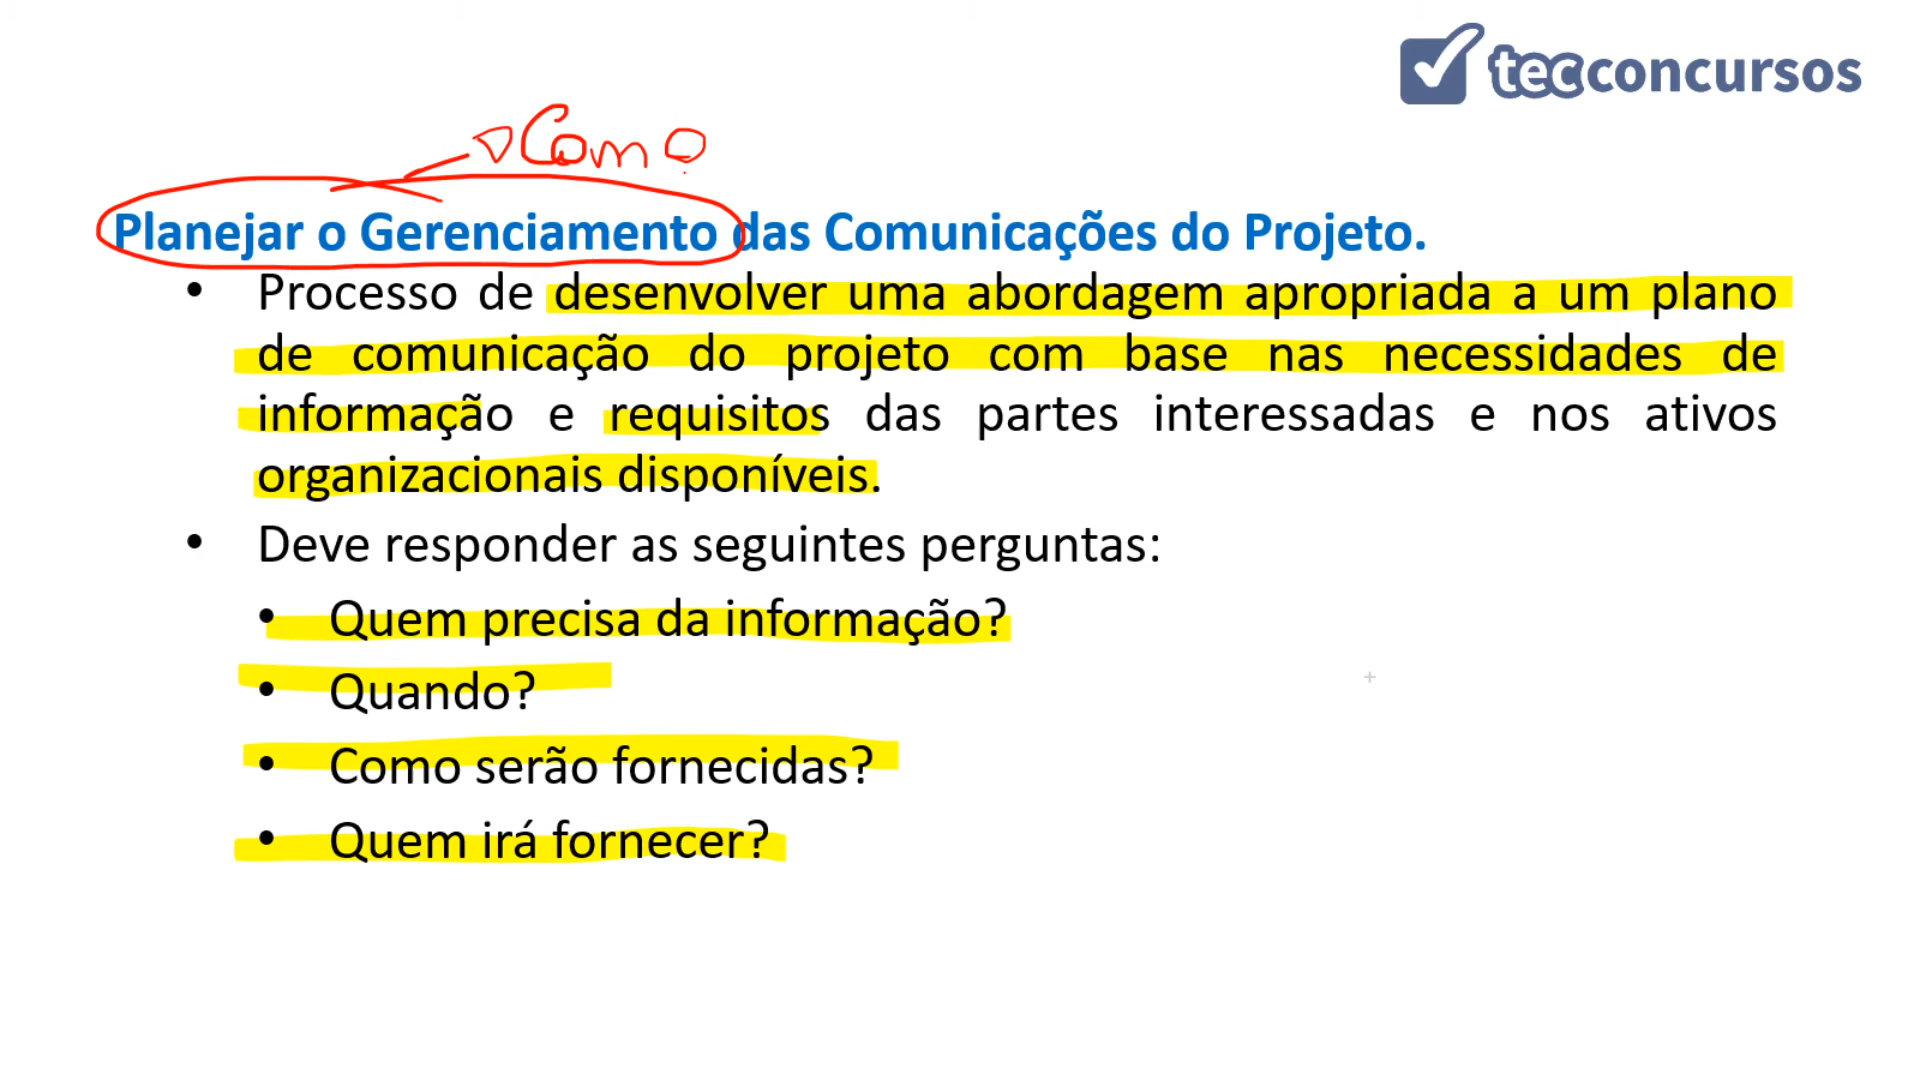 tecconcursos
Como
Planejar o Gerenciamento das Comunicações do Projeto.
• Processo de desenvolver uma abordagem apropriada a um plano
de comunicação do projeto com base nas necessidades de
informação e requisitos das partes interessadas e nos ativos
organizacionais disponíveis.
• Deve responder as seguintes perguntas:
• Quem precisa da informação?
• Quando?
• Como serão fornecidas?
• Quem irá fornecer?